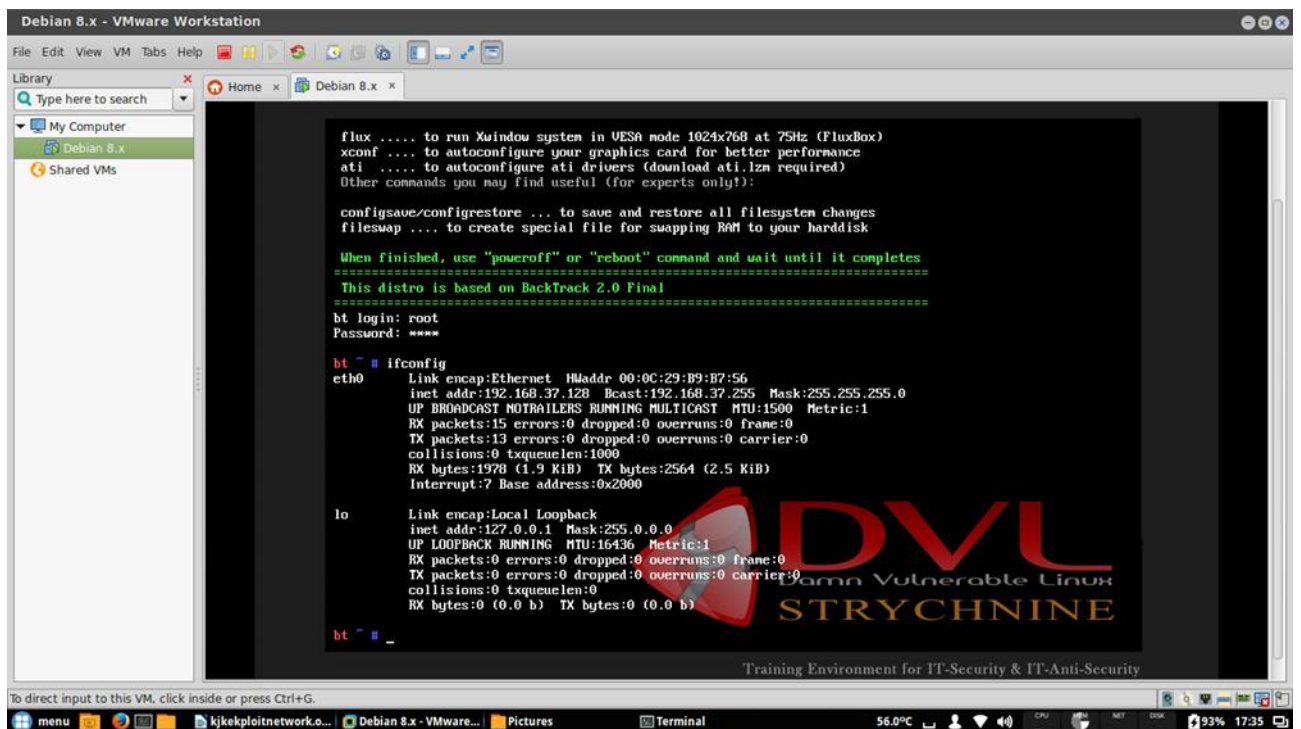 Debian 8.x - VMware Workstation
File Edit View VM Tabs Help
Library
Type here to search
My Computer
Debian 8.x
Shared VMs
Home
Debian 8.x
flux ..... to run Xwindow system in VESA mode 1024x768 at 75Hz (FluxBox)
xconf .... to autoconfigure your graphics card for better performance
ati ..... to autoconfigure ati drivers (download ati.lzm required)
Other commands you may find useful (for experts only!):
configsave/configrestore ... to save and restore all filesystem changes
fileswap .... to create special file for swapping RAM to your harddisk
When finished, use "poweroff" or "reboot" command and wait until it completes
================================================================================
This distro is based on BackTrack 2.0 Final
================================================================================
bt login: root
Password: ****
bt ~ # ifconfig
eth0 Link encap:Ethernet HWaddr 00:0C:29:B9:B7:56
inet addr:192.168.37.128 Bcast:192.168.37.255 Mask:255.255.255.0
UP BROADCAST NOTRAILERS RUNNING MULTICAST MTU:1500 Metric:1
RX packets:15 errors:0 dropped:0 overruns:0 frame:0
TX packets:13 errors:0 dropped:0 overruns:0 carrier:0
collisions:0 txqueuelen:1000
RX bytes:1978 (1.9 KiB) TX bytes:2564 (2.5 KiB)
Interrupt:7 Base address:0x2000
lo Link encap:Local Loopback
inet addr:127.0.0.1 Mask:255.0.0.0
UP LOOPBACK RUNNING MTU:16436 Metric:1
RX packets:0 errors:0 dropped:0 overruns:0 frame:0
TX packets:0 errors:0 dropped:0 overruns:0 carrier:0
collisions:0 txqueuelen:0
RX bytes:0 (0.0 b) TX bytes:0 (0.0 b)
bt ~ # _
DVL
Damn Vulnerable Linux
STRYCHNINE
Training Environment for IT-Security & IT-Anti-Security
To direct input to this VM, click inside or press Ctrl+G.
menu
kjkekploitnetwork.o...
Debian 8.x - VMware...
Pictures
Terminal
56.0ºC
CPU
MEM
NET
DISK
93%
17:35